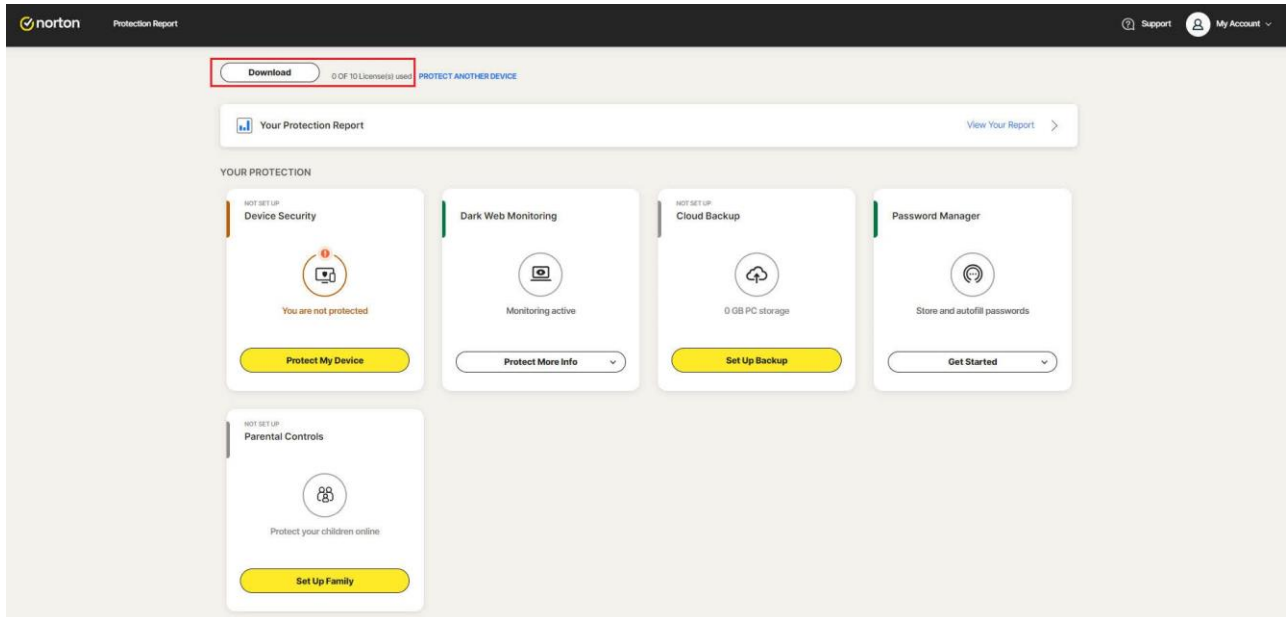 norton
Protection Report
Support
My Account
Download
0 OF 10 License(s) used
PROTECT ANOTHER DEVICE
Your Protection Report
View Your Report
YOUR PROTECTION
NOT SET UP
Device Security
You are not protected
Protect My Device
Dark Web Monitoring
Monitoring active
Protect More Info
NOT SET UP
Cloud Backup
0 GB PC storage
Set Up Backup
Password Manager
Store and autofill passwords
Get Started
NOT SET UP
Parental Controls
Protect your children online
Set Up Family